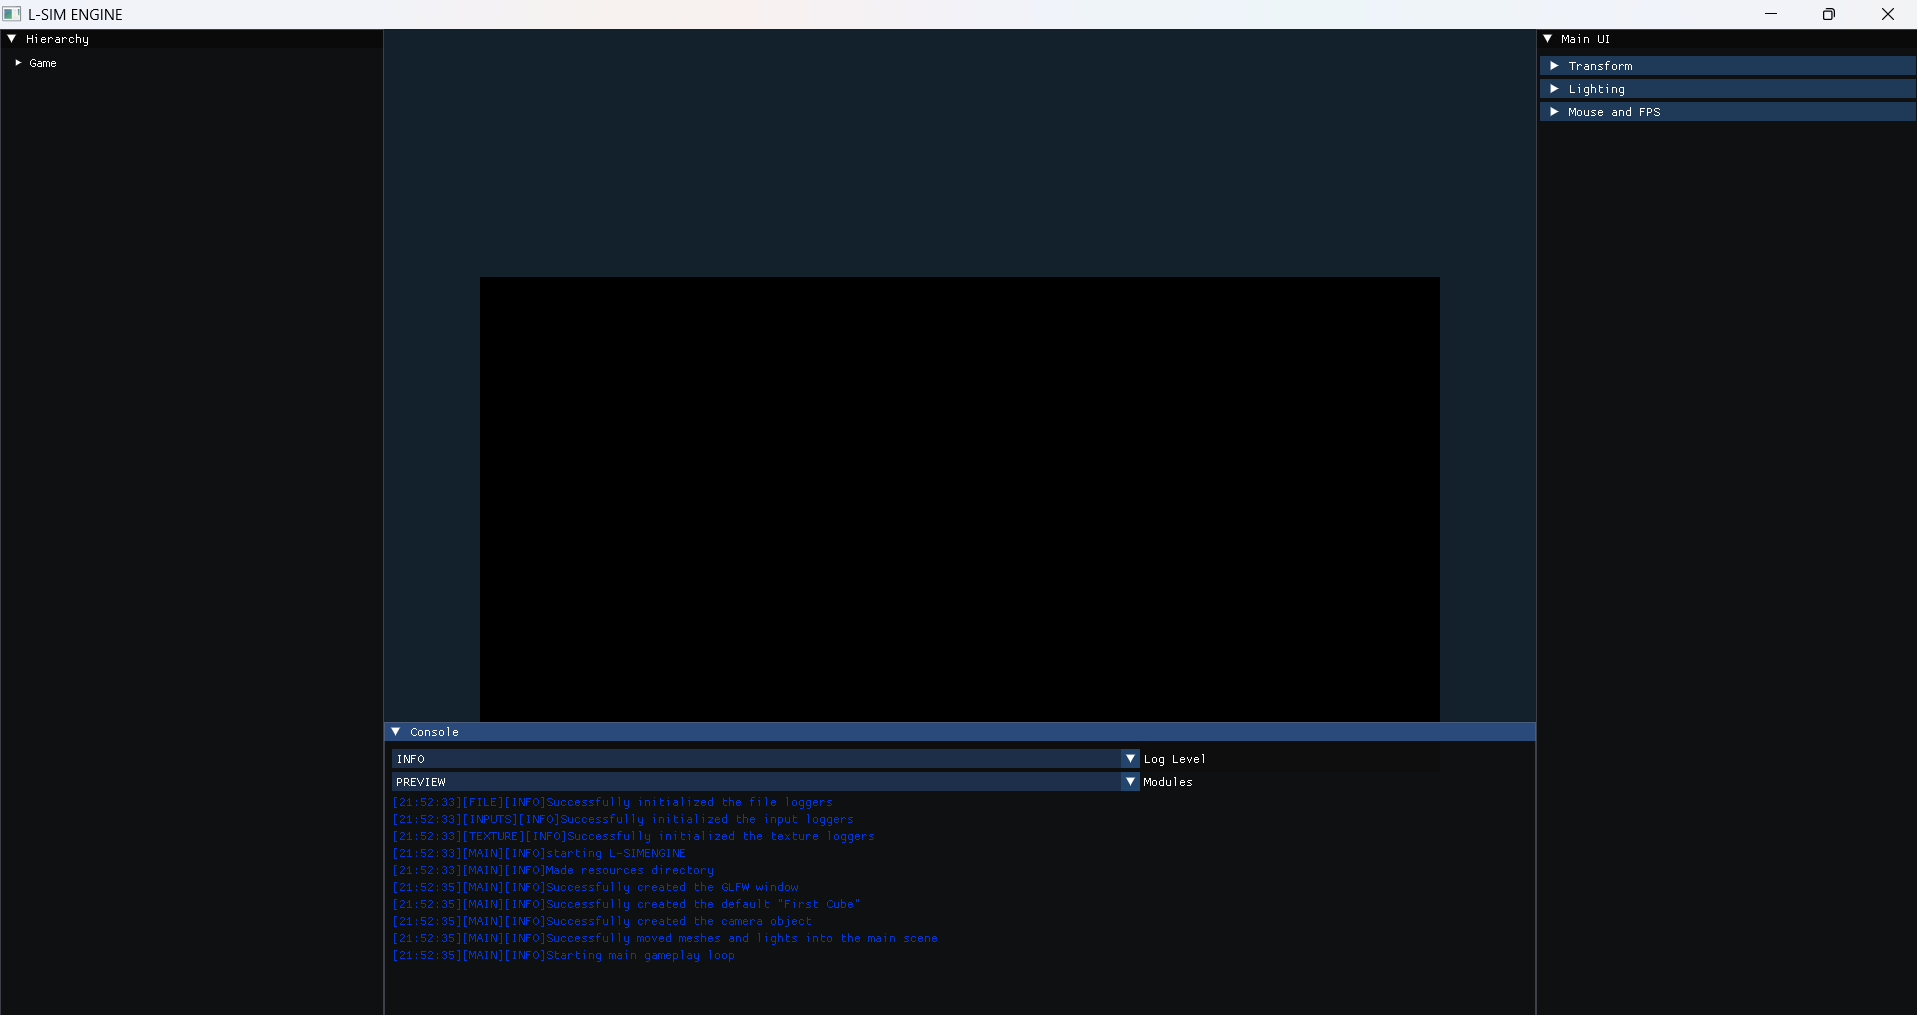 L-SIM ENGINE
Hierarchy
Game
Main UI
Transform
Lighting
Mouse and FPS
Console
INFO
Log Level
PREVIEW
Modules
[21:52:33][FILE][INFO]Successfully initialized the file loggers
[21:52:33][INPUTS][INFO]Successfully initialized the input loggers
[21:52:33][TEXTURE][INFO]Successfully initialized the texture loggers
[21:52:33][MAIN][INFO]starting L-SIMENGINE
[21:52:33][MAIN][INFO]Made resources directory
[21:52:35][MAIN][INFO]Successfully created the GLFW window
[21:52:35][MAIN][INFO]Successfully created the default "First Cube"
[21:52:35][MAIN][INFO]Successfully created the camera object
[21:52:35][MAIN][INFO]Successfully moved meshes and lights into the main scene
[21:52:35][MAIN][INFO]Starting main gameplay loop